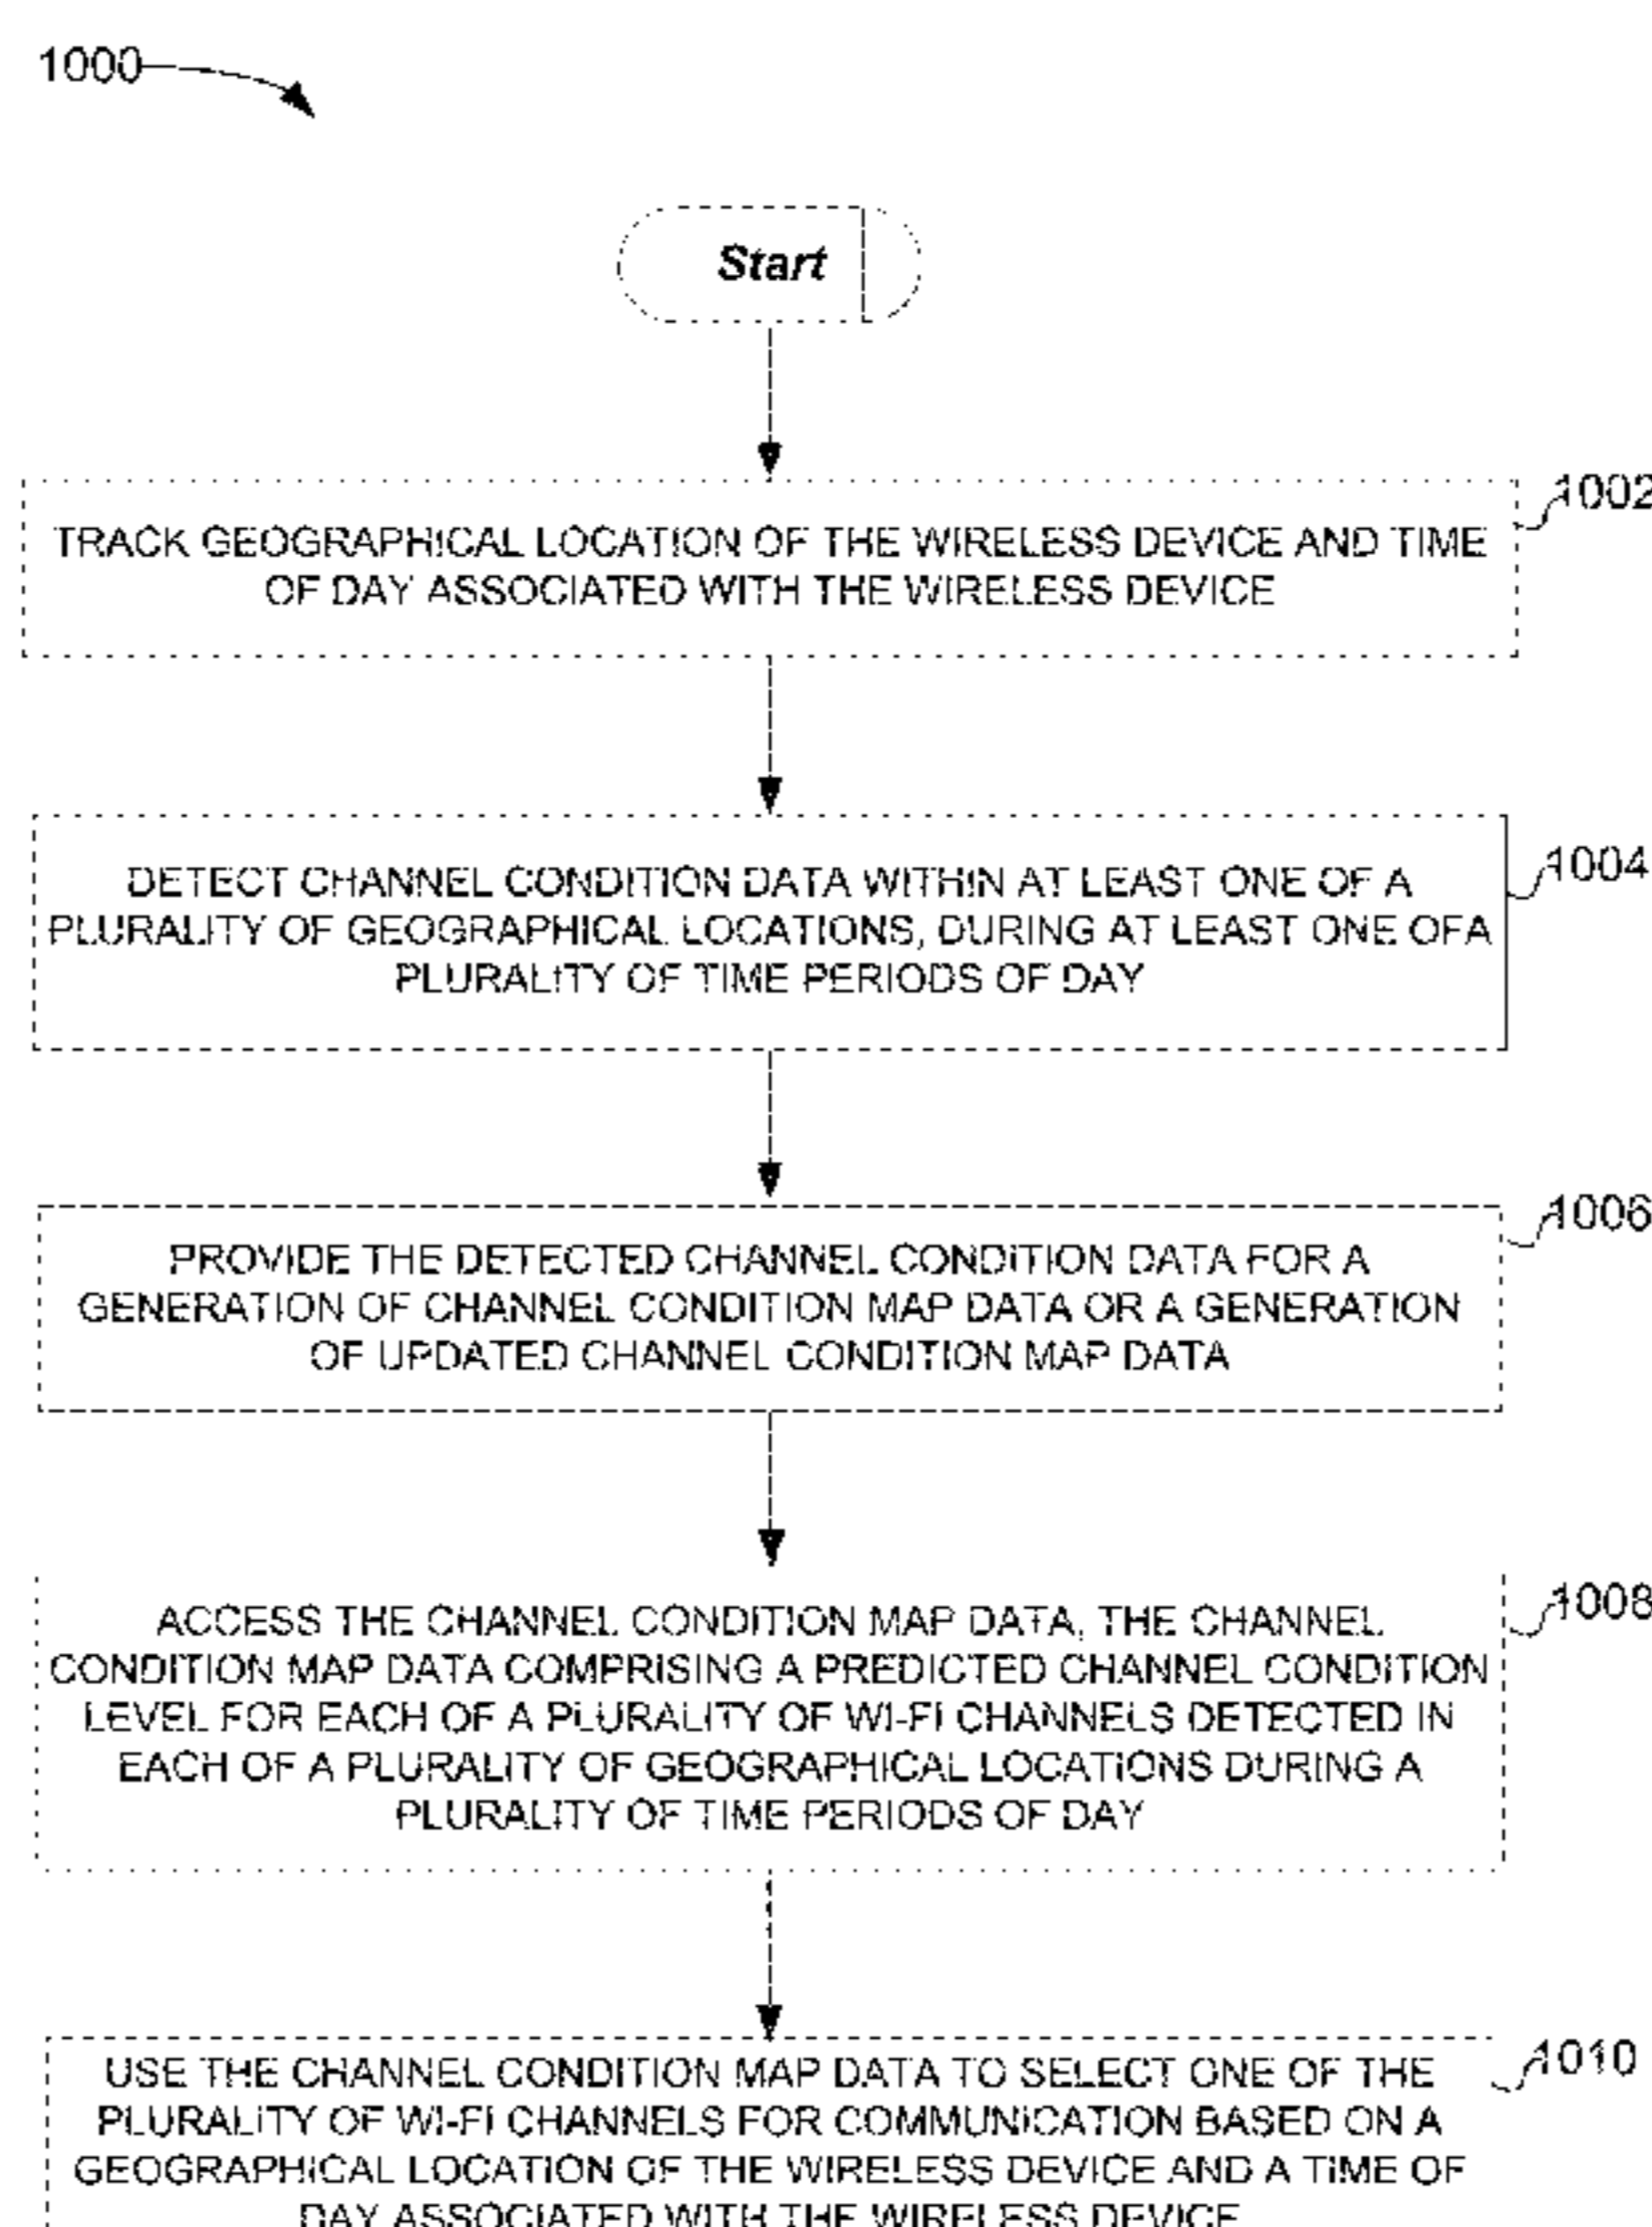 1000
Start
1002
TRACK GEOGRAPHICAL LOCATION OF THE WIRELESS DEVICE AND TIME
OF DAY ASSOCIATED WITH THE WIRELESS DEVICE
1004
DETECT CHANNEL CONDITION DATA WITHIN AT LEAST ONE OF A
PLURALITY OF GEOGRAPHICAL LOCATIONS, DURING AT LEAST ONE OFA
PLURALITY OF TIME PERIODS OF DAY
1006
PROVIDE THE DETECTED CHANNEL CONDITION DATA FOR A
GENERATION OF CHANNEL CONDITION MAP DATA OR A GENERATION
OF UPDATED CHANNEL CONDITION MAP DATA
1008
ACCESS THE CHANNEL CONDITION MAP DATA, THE CHANNEL
CONDITION MAP DATA COMPRISING A PREDICTED CHANNEL CONDITION
LEVEL FOR EACH OF A PLURALITY OF WI-FI CHANNELS DETECTED IN
EACH OF A PLURALITY OF GEOGRAPHICAL LOCATIONS DURING A
PLURALITY OF TIME PERIODS OF DAY
1010
USE THE CHANNEL CONDITION MAP DATA TO SELECT ONE OF THE
PLURALITY OF WI-FI CHANNELS FOR COMMUNICATION BASED ON A
GEOGRAPHICAL LOCATION OF THE WIRELESS DEVICE AND A TIME OF
DAY ASSOCIATED WITH THE WIRELESS DEVICE